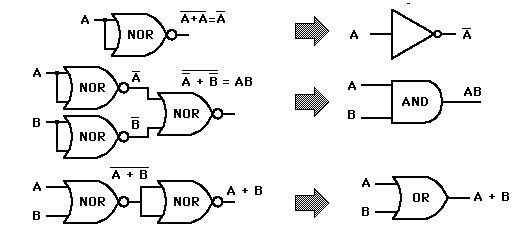 A NOR A̅+̅A̅=A̅ A A̅
A NOR A̅ A̅ ̅+̅ ̅B̅ = AB A AND AB
NOR
B NOR B̅ B
A̅ ̅+̅ ̅B̅
A NOR NOR A + B A OR A + B
B B